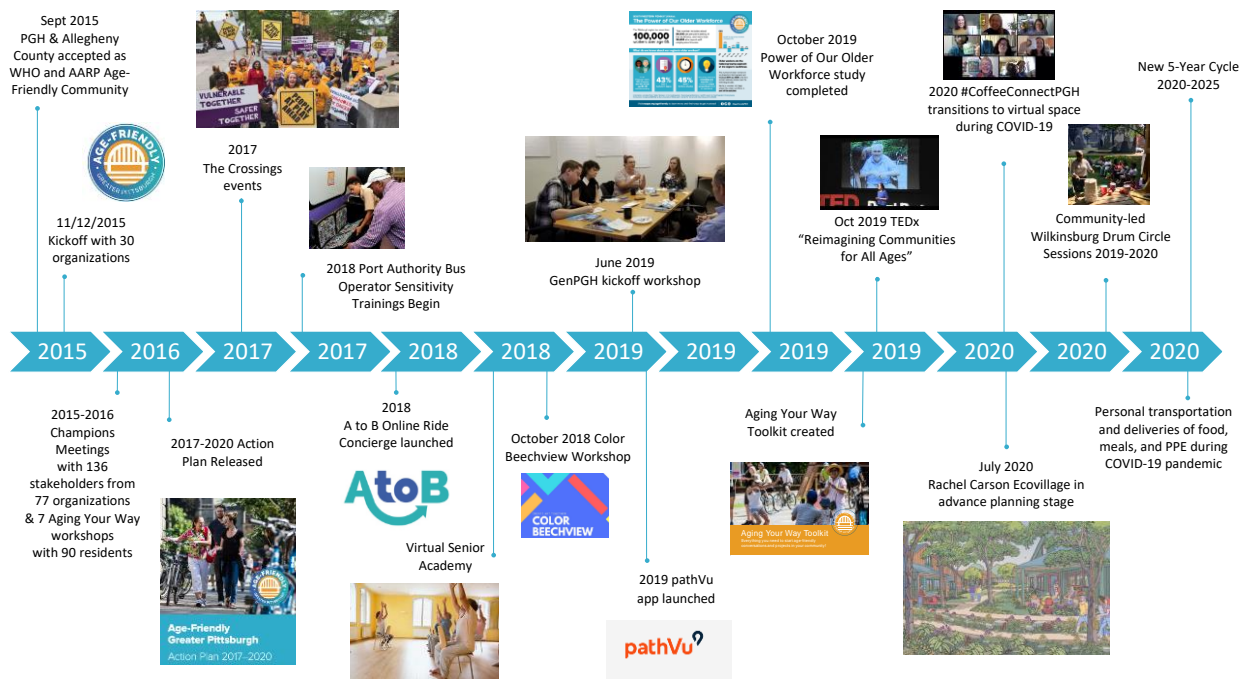 Sept 2015
PGH & Allegheny
County accepted as
WHO and AARP Age-
Friendly Community
AGE-FRIENDLY
GREATER PITTSBURGH
11/12/2015
Kickoff with 30
organizations
VULNERABLE
TOGETHER
SAFER
TOGETHER
2017
The Crossings
events
2018 Port Authority Bus
Operator Sensitivity
Trainings Begin
June 2019
GenPGH kickoff workshop
The Power of Our Older Workforce
100,000
43%
45%
October 2019
Power of Our Older
Workforce study
completed
TED
Oct 2019 TEDx
“Reimagining Communities
for All Ages”
2020 #CoffeeConnectPGH
transitions to virtual space
during COVID-19
Community-led
Wilkinsburg Drum Circle
Sessions 2019-2020
New 5-Year Cycle
2020-2025
2015 2016 2017 2017 2018 2018 2019 2019 2019 2019 2020 2020 2020
2015-2016
Champions
Meetings
with 136
stakeholders from
77 organizations
& 7 Aging Your Way
workshops
with 90 residents
2017-2020 Action
Plan Released
AGE-FRIENDLY
Age-Friendly
Greater Pittsburgh
Action Plan 2017–2020
2018
A to B Online Ride
Concierge launched
AtoB
Virtual Senior
Academy
October 2018 Color
Beechview Workshop
COLOR
BEECHVIEW
2019 pathVu
app launched
pathVu
Aging Your Way
Toolkit created
Aging Your Way Toolkit
July 2020
Rachel Carson Ecovillage in
advance planning stage
Personal transportation
and deliveries of food,
meals, and PPE during
COVID-19 pandemic